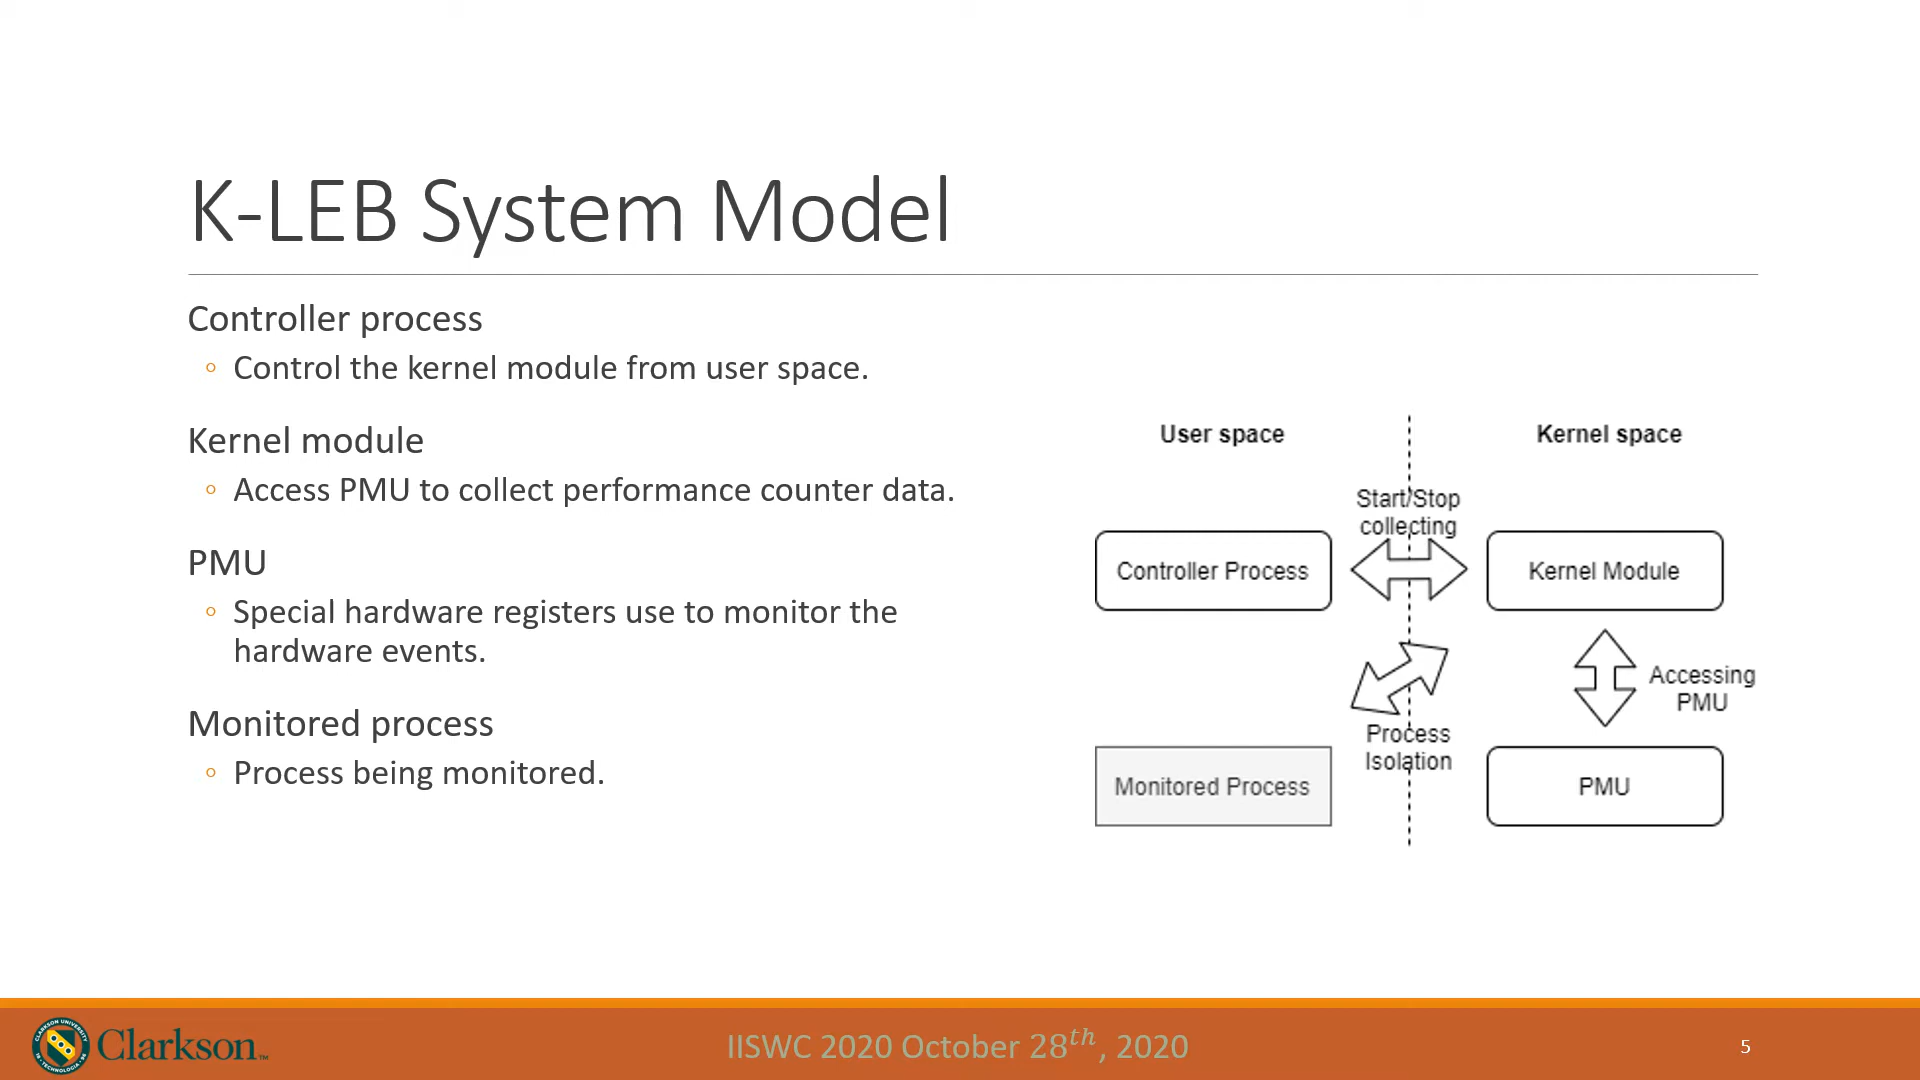 K-LEB System Model
Controller process
◦ Control the kernel module from user space.
Kernel module
◦ Access PMU to collect performance counter data.
PMU
◦ Special hardware registers use to monitor the
hardware events.
Monitored process
◦ Process being monitored.
User space
Kernel space
Start/Stop
collecting
Controller Process
Kernel Module
Accessing
PMU
Process
Isolation
Monitored Process
PMU
Clarkson™
IISWC 2020 October 28th, 2020
5